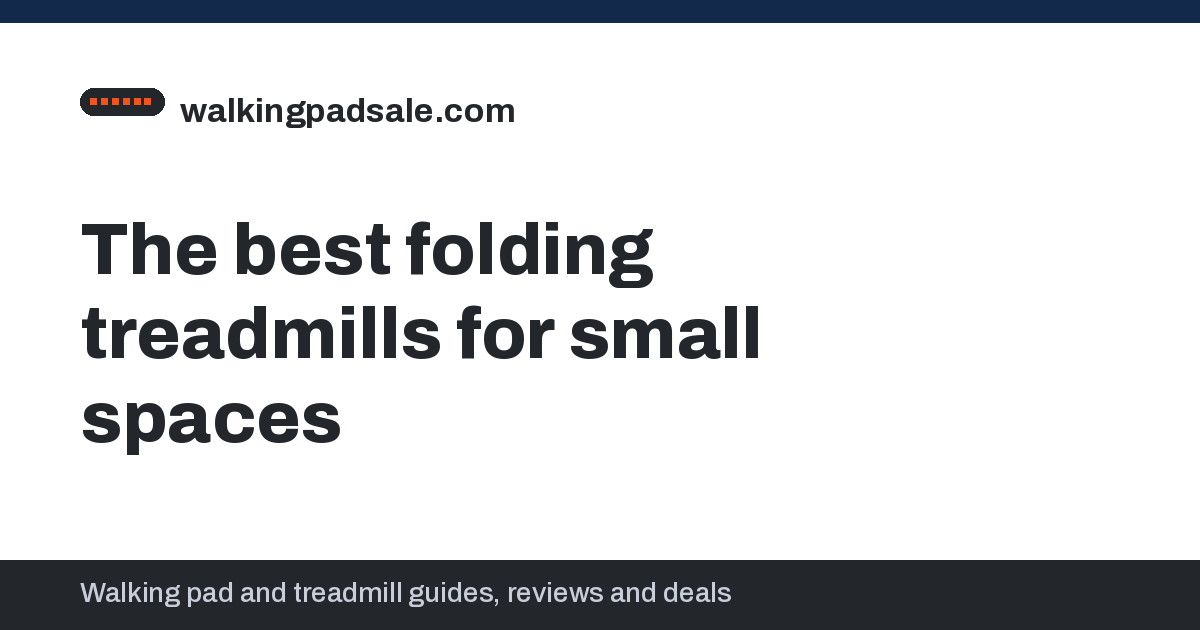 walkingpadsale.com
The best folding
treadmills for small
spaces
Walking pad and treadmill guides, reviews and deals